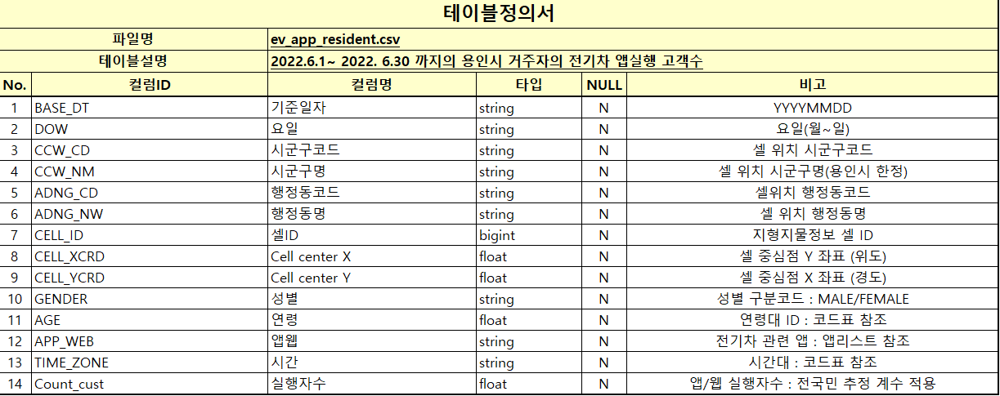 테이블정의서
파일명 ev_app_resident.csv
테이블설명 2022.6.1~ 2022. 6.30 까지의 용인시 거주자의 전기차 앱실행 고객수
No. 컬럼ID 컬럼명 타입 NULL 비고
1 BASE_DT 기준일자 string N YYYYMMDD
2 DOW 요일 string N 요일(월~일)
3 CCW_CD 시군구코드 string N 셀 위치 시군구코드
4 CCW_NM 시군구명 string N 셀 위치 시군구명(용인시 한정)
5 ADNG_CD 행정동코드 string N 셀위치 행정동코드
6 ADNG_NW 행정동명 string N 셀 위치 행정동명
7 CELL_ID 셀ID bigint N 지형지물정보 셀 ID
8 CELL_XCRD Cell center X float N 셀 중심점 Y 좌표 (위도)
9 CELL_YCRD Cell center Y float N 셀 중심점 X 좌표 (경도)
10 GENDER 성별 string N 성별 구분코드 : MALE/FEMALE
11 AGE 연령 float N 연령대 ID : 코드표 참조
12 APP_WEB 앱웹 string N 전기차 관련 앱 : 앱리스트 참조
13 TIME_ZONE 시간 string N 시간대 : 코드표 참조
14 Count_cust 실행자수 float N 앱/웹 실행자수 : 전국민 추정 계수 적용